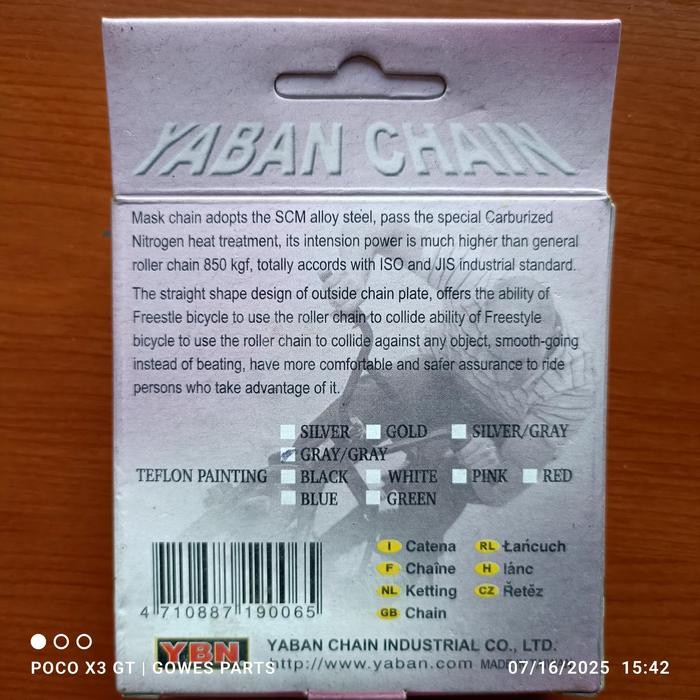 YABAN CHAIN
Mask chain adopts the SCM alloy steel, pass the special Carburized
Nitrogen heat treatment, its intension power is much higher than general
roller chain 850 kgf, totally accords with ISO and JIS industrial standard.
The straight shape design of outside chain plate, offers the ability of
Freestle bicycle to use the roller chain to collide ability of Freestyle
bicycle to use the roller chain to collide against any object, smooth-going
instead of beating, have more comfortable and safer assurance to ride
persons who take advantage of it.
SILVER GOLD SILVER/GRAY
GRAY/GRAY
TEFLON PAINTING BLACK WHITE PINK RED
BLUE GREEN
I Catena RL Łańcuch
F Chaîne H lánc
NL Ketting CZ Řetěz
GB Chain
4 710887 190065
YBN YABAN CHAIN INDUSTRIAL CO., LTD.
http://www.yaban.com MADE
POCO X3 GT | GOWES PARTS 07/16/2025 15:42